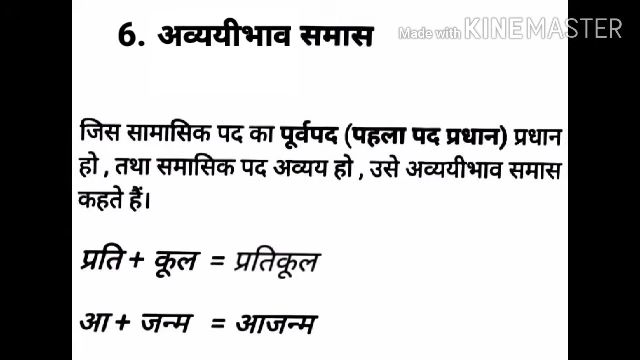 6. अव्ययीभाव समास
Made with KINEMASTER
जिस सामासिक पद का पूर्वपद (पहला पद प्रधान) प्रधान
हो , तथा समासिक पद अव्यय हो , उसे अव्ययीभाव समास
कहते हैं।
प्रति + कूल = प्रतिकूल
आ + जन्म = आजन्म